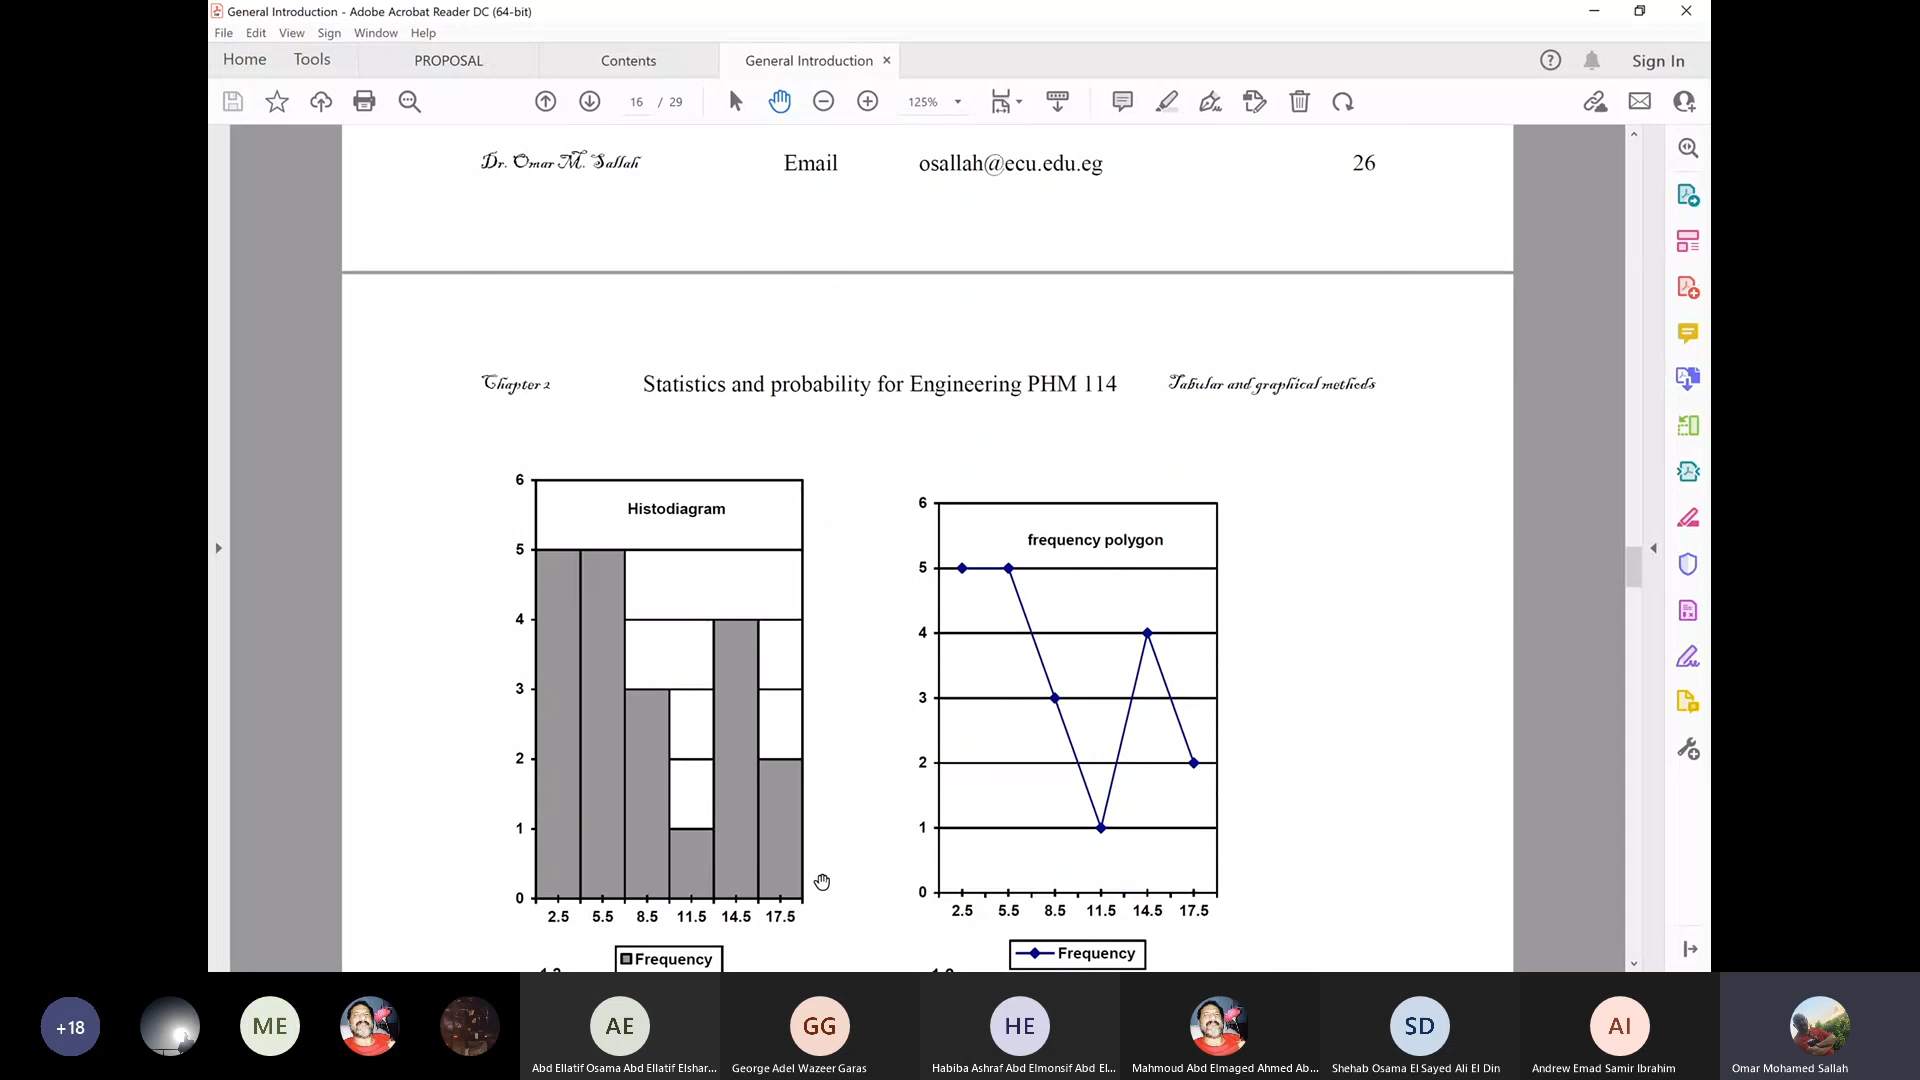 General Introduction - Adobe Acrobat Reader DC (64-bit)
File Edit View Sign Window Help
Home Tools PROPOSAL Contents General Introduction Sign In
16 / 29 125%
Dr. Omar M. Sallah Email osallah@ecu.edu.eg 26
Chapter 2 Statistics and probability for Engineering PHM 114 Tabular and graphical methods
Histodiagram
6
5
4
3
2
1
0
2.5 5.5 8.5 11.5 14.5 17.5
Frequency
frequency polygon
6
5
4
3
2
1
0
2.5 5.5 8.5 11.5 14.5 17.5
Frequency
+18 ME AE GG HE SD AI
Abd Ellatif Osama Abd Ellatif Elshar... George Adel Wazeer Garas Habiba Ashraf Abd Elmonsif Abd El... Mahmoud Abd Elmaged Ahmed Ab... Shehab Osama El Sayed Ali El Din Andrew Emad Samir Ibrahim Omar Mohamed Sallah